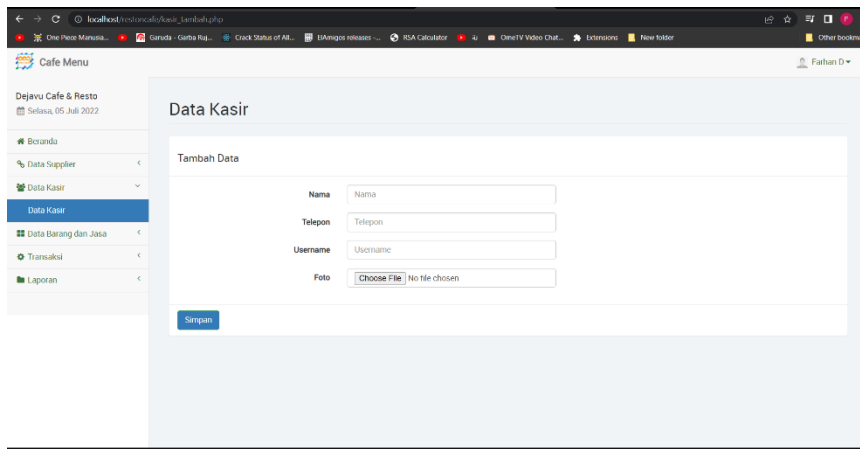 localhost/restoncafe/kasir_tambah.php
One Piece Manusia...
Garuda - Garba Ruj...
Crack Status of All...
ElAmigos releases -...
RSA Calculator
OmeTV Video Chat...
Extensions
New folder
Other bookm
Cafe Menu
Farhan D
Dejavu Cafe & Resto
Selasa, 05 Juli 2022
Beranda
Data Supplier
Data Kasir
Data Kasir
Data Barang dan Jasa
Transaksi
Laporan
Data Kasir
Tambah Data
Nama
Nama
Telepon
Telepon
Username
Username
Foto
Choose File No file chosen
Simpan